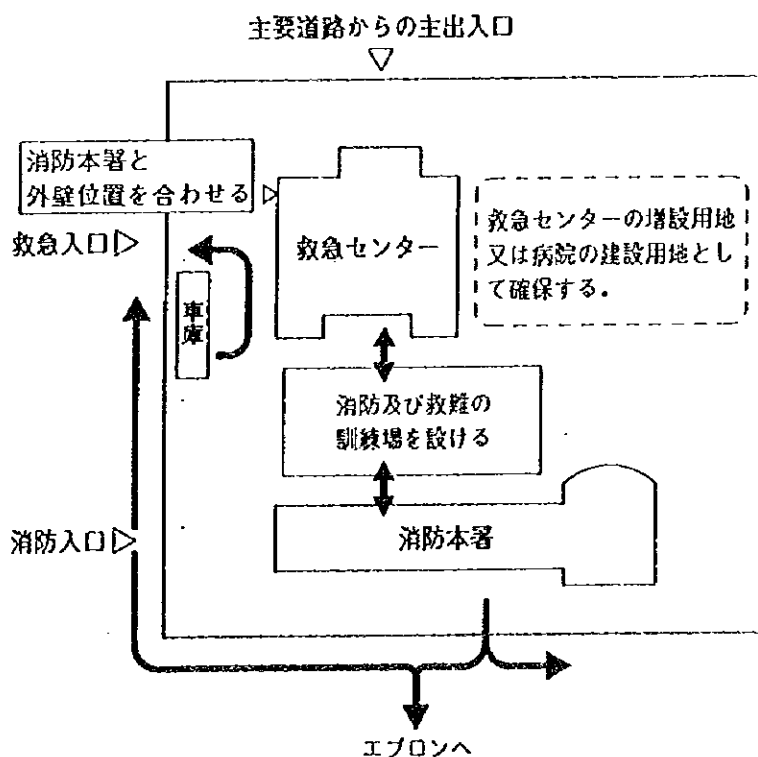 主要道路からの主出入口
消防本署と
外壁位置を合わせる
救急入口
救急センター
救急センターの増設用地
又は病院の建設用地とし
て確保する.
車庫
消防及び救難の
訓練場を設ける
消防入口
消防本署
エプロンへ